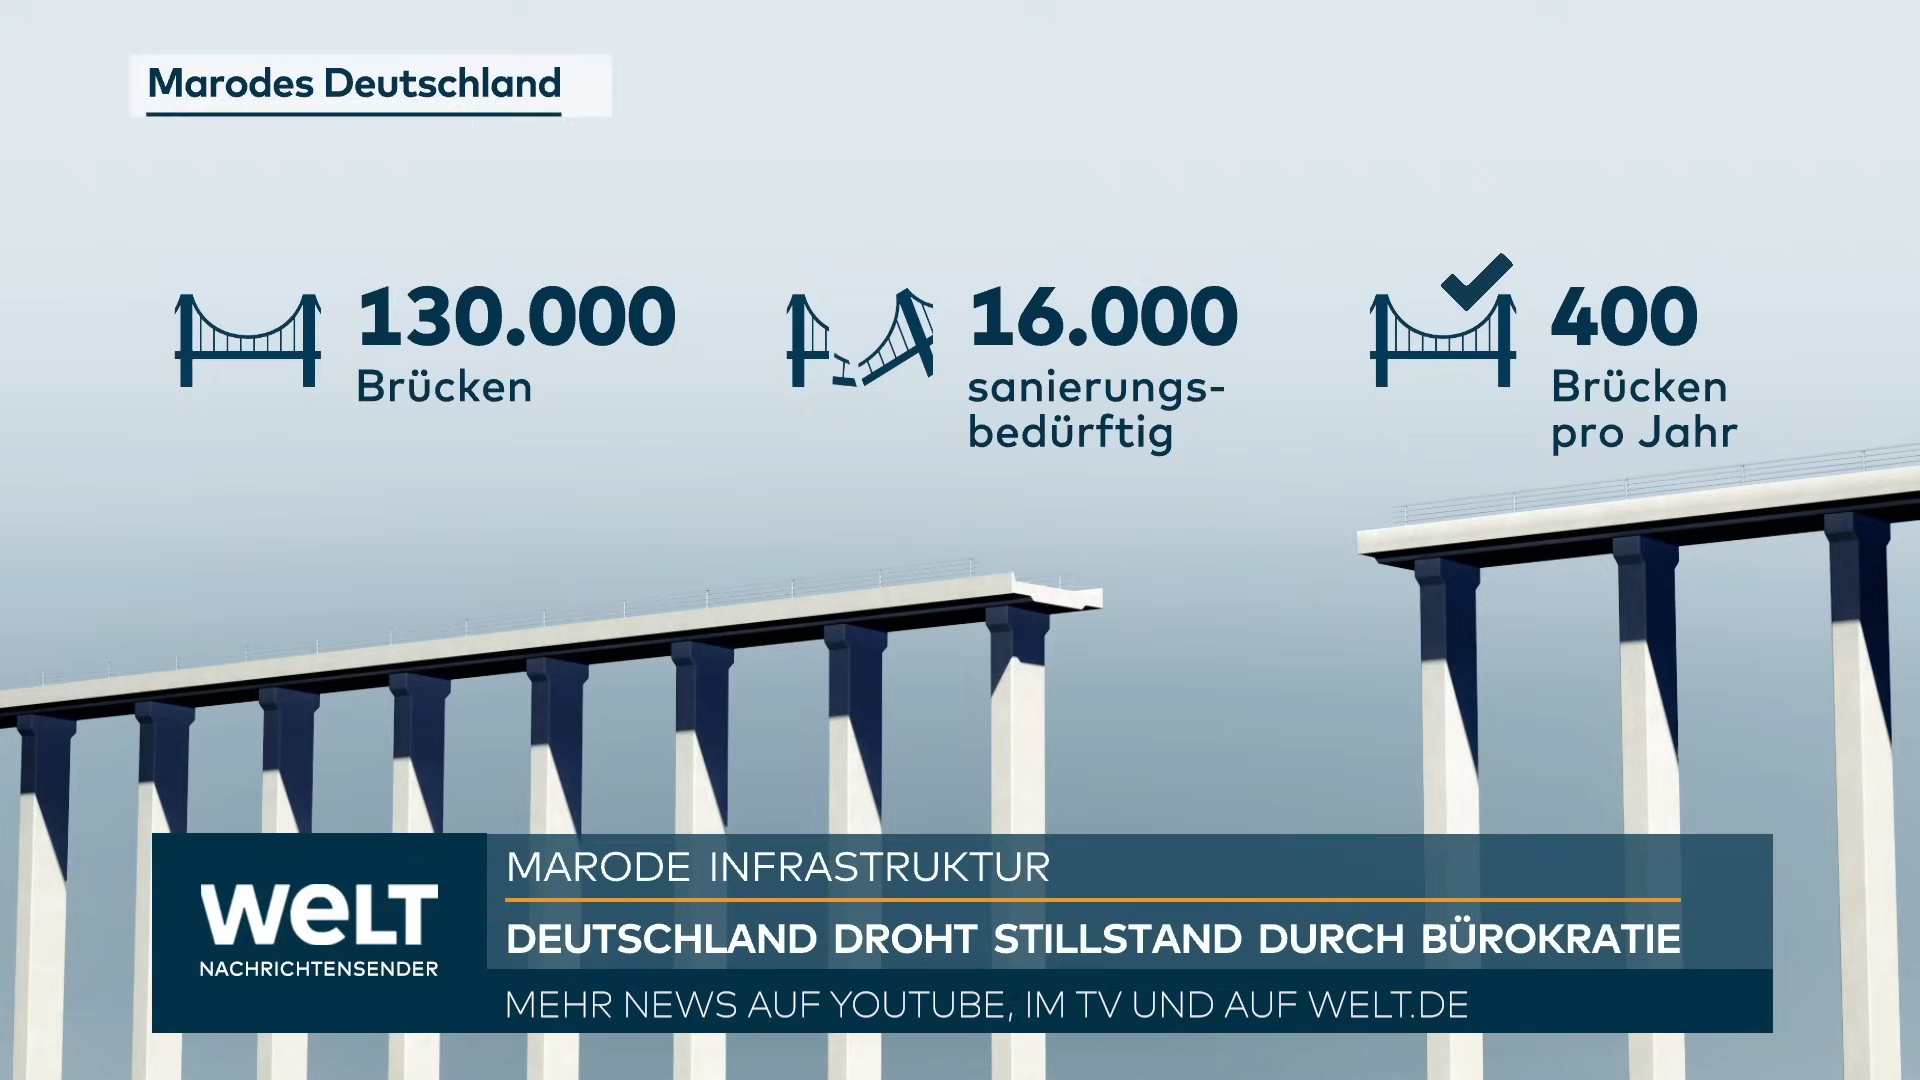 Marodes Deutschland
130.000
Brücken
16.000
sanierungs-
bedürftig
400
Brücken
pro Jahr
WELT
NACHRICHTENSENDER
MARODE INFRASTRUKTUR
DEUTSCHLAND DROHT STILLSTAND DURCH BÜROKRATIE
MEHR NEWS AUF YOUTUBE, IM TV UND AUF WELT.DE